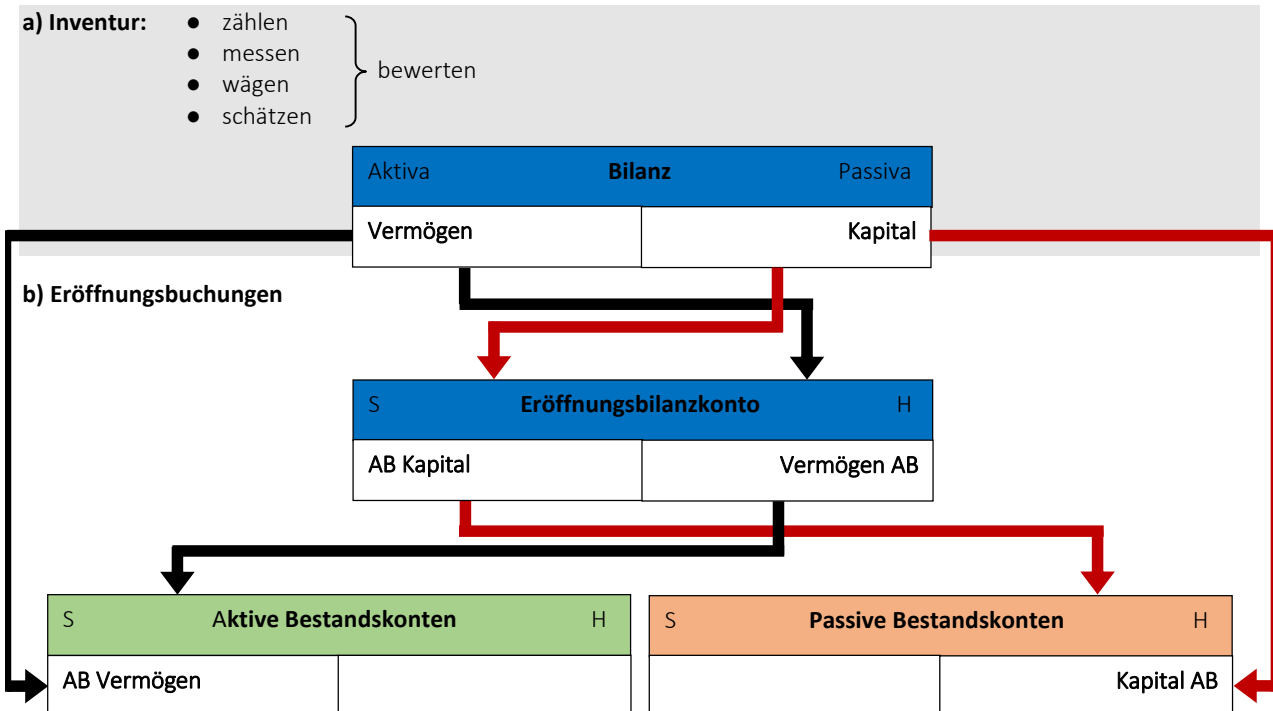 a) Inventur:
● zählen
● messen
● wägen
● schätzen
bewerten
Aktiva Bilanz Passiva
Vermögen Kapital
b) Eröffnungsbuchungen
S Eröffnungsbilanzkonto H
AB Kapital Vermögen AB
S Aktive Bestandskonten H
S Passive Bestandskonten H
AB Vermögen
Kapital AB